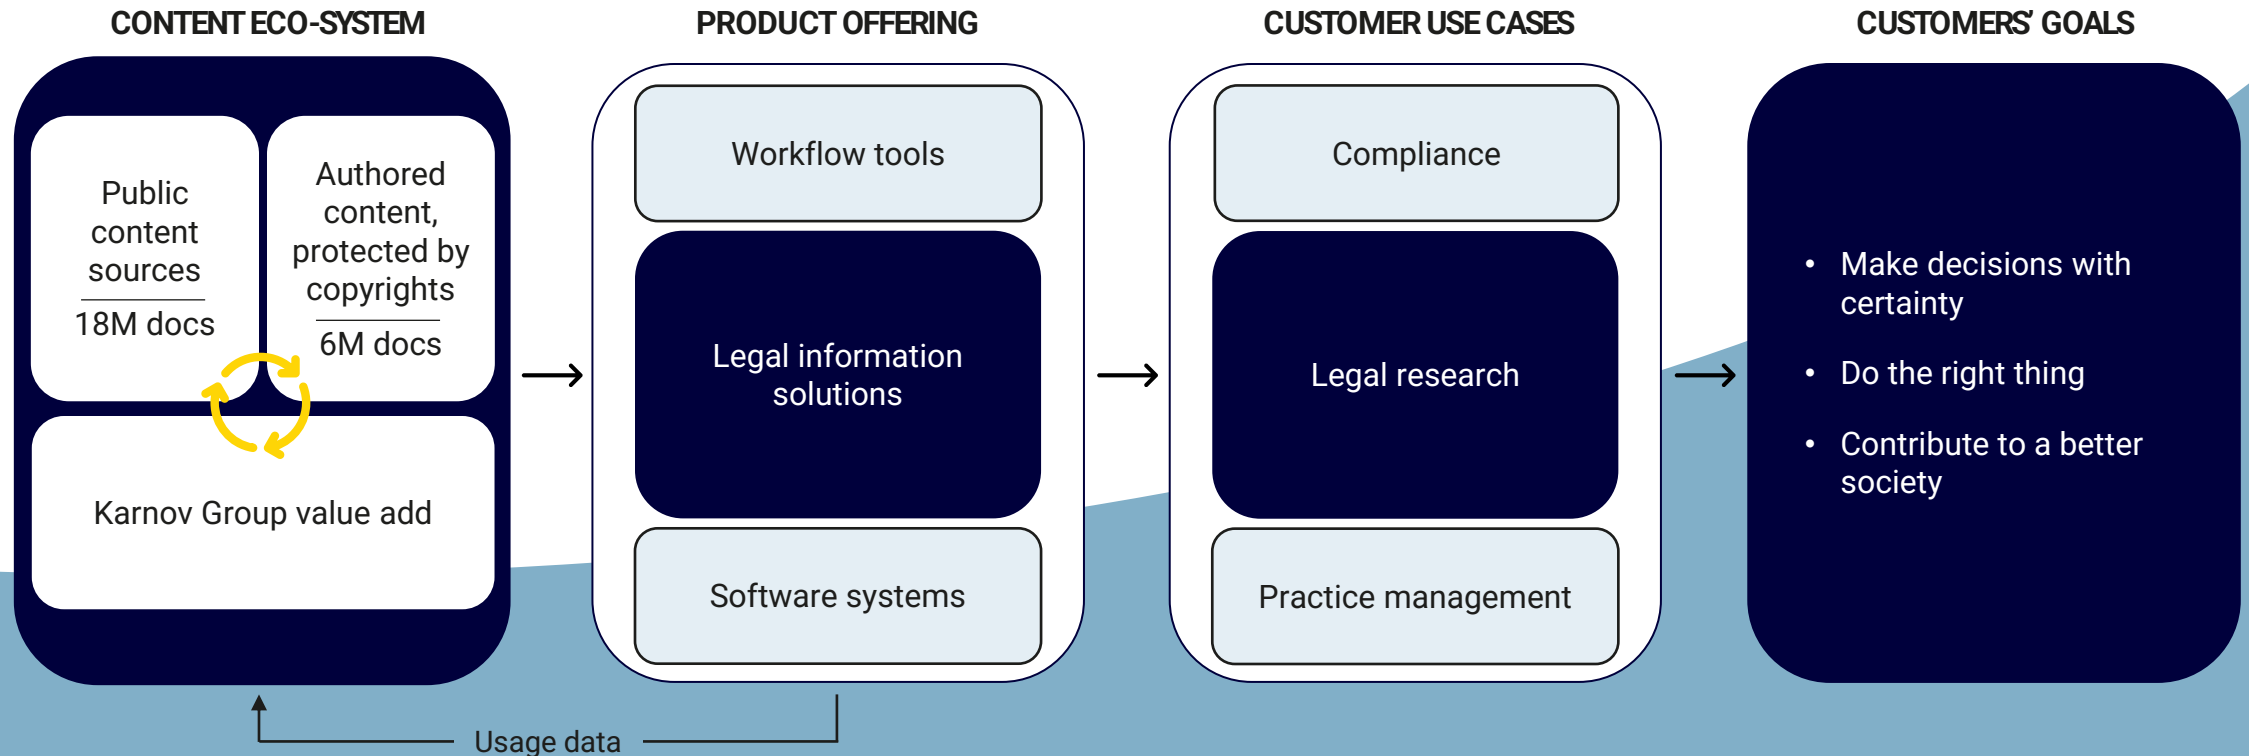 CONTENT ECO-SYSTEM
Public
content
sources
18M docs
Authored
content,
protected by
copyrights
6M docs
Karnov Group value add
PRODUCT OFFERING
Workflow tools
Legal information
solutions
Software systems
Usage data
CUSTOMER USE CASES
Compliance
Legal research
Practice management
CUSTOMERS’ GOALS
• Make decisions with
certainty
• Do the right thing
• Contribute to a better
society